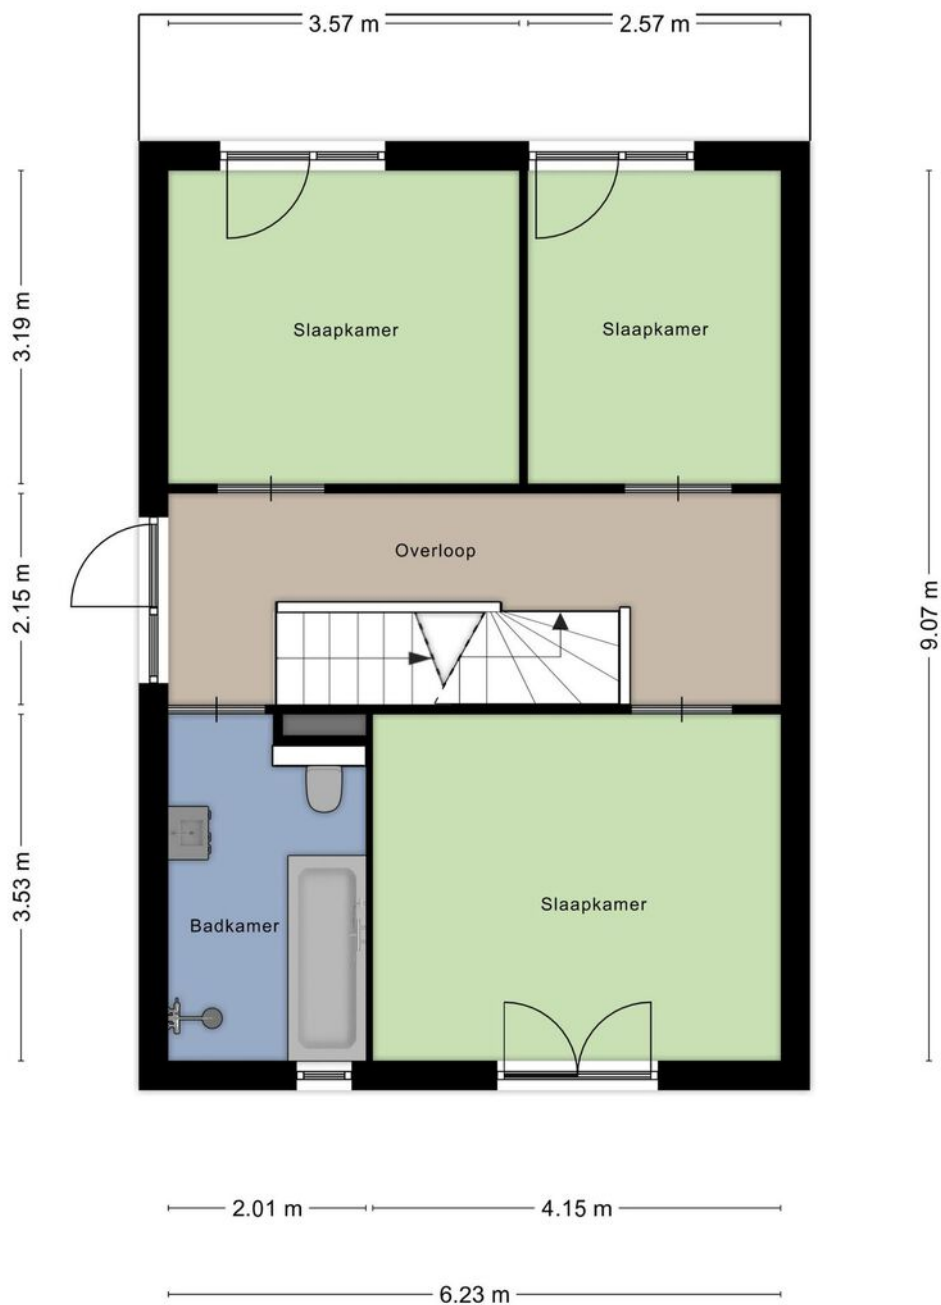 3.57 m
2.57 m
3.19 m
Slaapkamer
Slaapkamer
Overloop
2.15 m
9.07 m
3.53 m
Slaapkamer
Badkamer
2.01 m
4.15 m
6.23 m